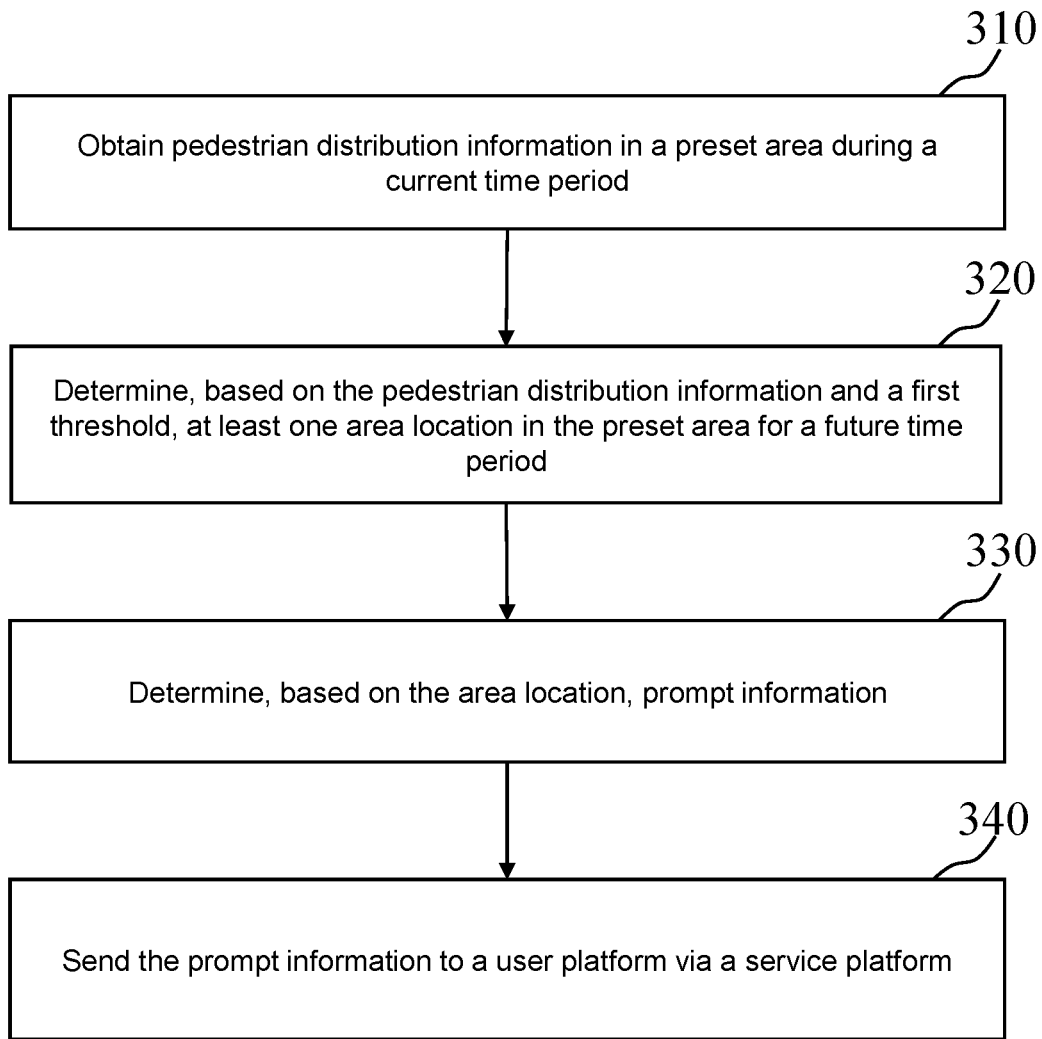 310
Obtain pedestrian distribution information in a preset area during a
current time period
320
Determine, based on the pedestrian distribution information and a first
threshold, at least one area location in the preset area for a future time
period
330
Determine, based on the area location, prompt information
340
Send the prompt information to a user platform via a service platform